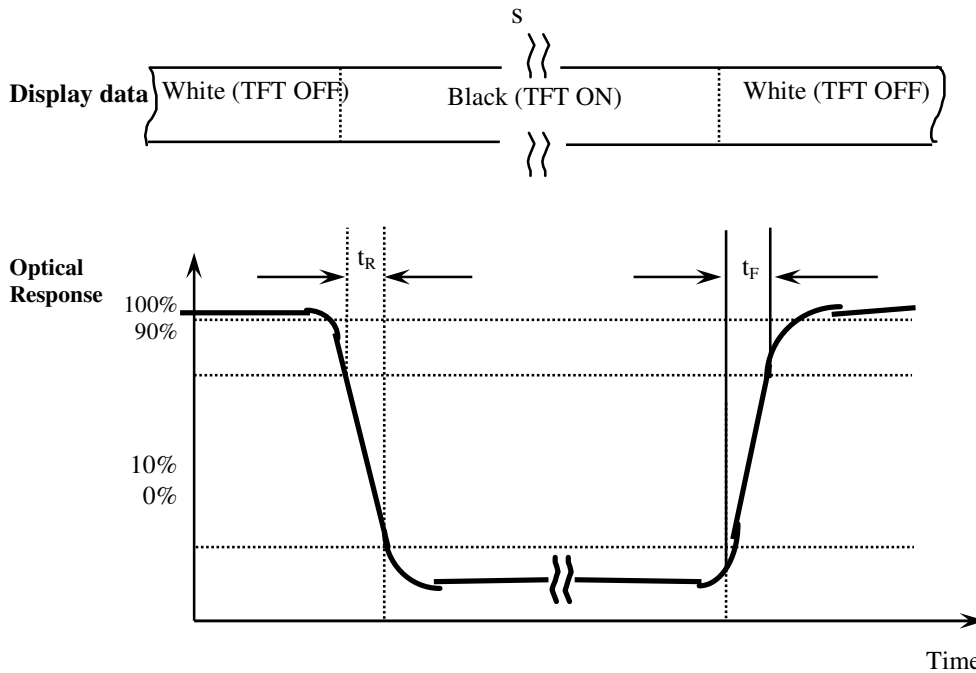 s
Display data White (TFT OFF) Black (TFT ON) White (TFT OFF)
t_R t_F
Optical
Response
100%
90%
10%
0%
Time